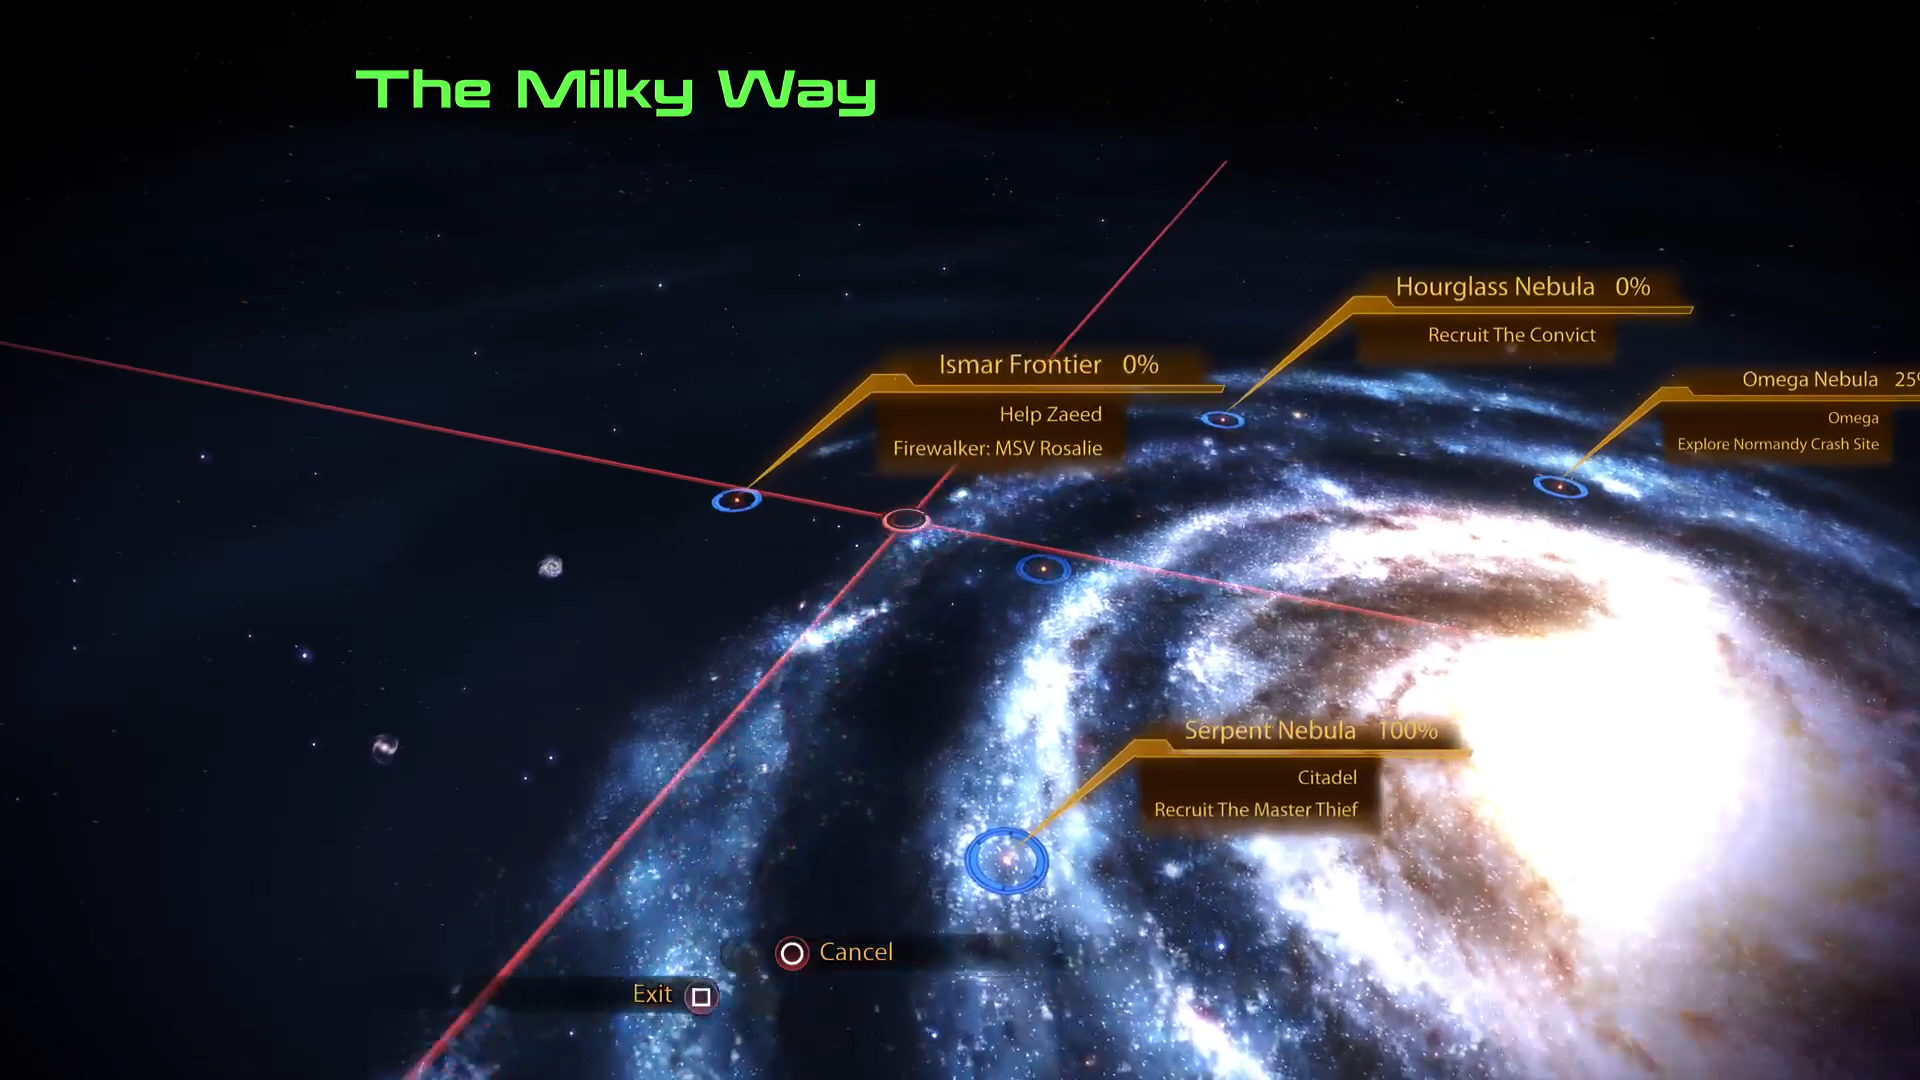 The Milky Way
Hourglass Nebula 0%
Recruit The Convict
Ismar Frontier 0%
Help Zaeed
Firewalker: MSV Rosalie
Omega Nebula 25%
Omega
Explore Normandy Crash Site
Serpent Nebula 100%
Citadel
Recruit The Master Thief
Cancel
Exit